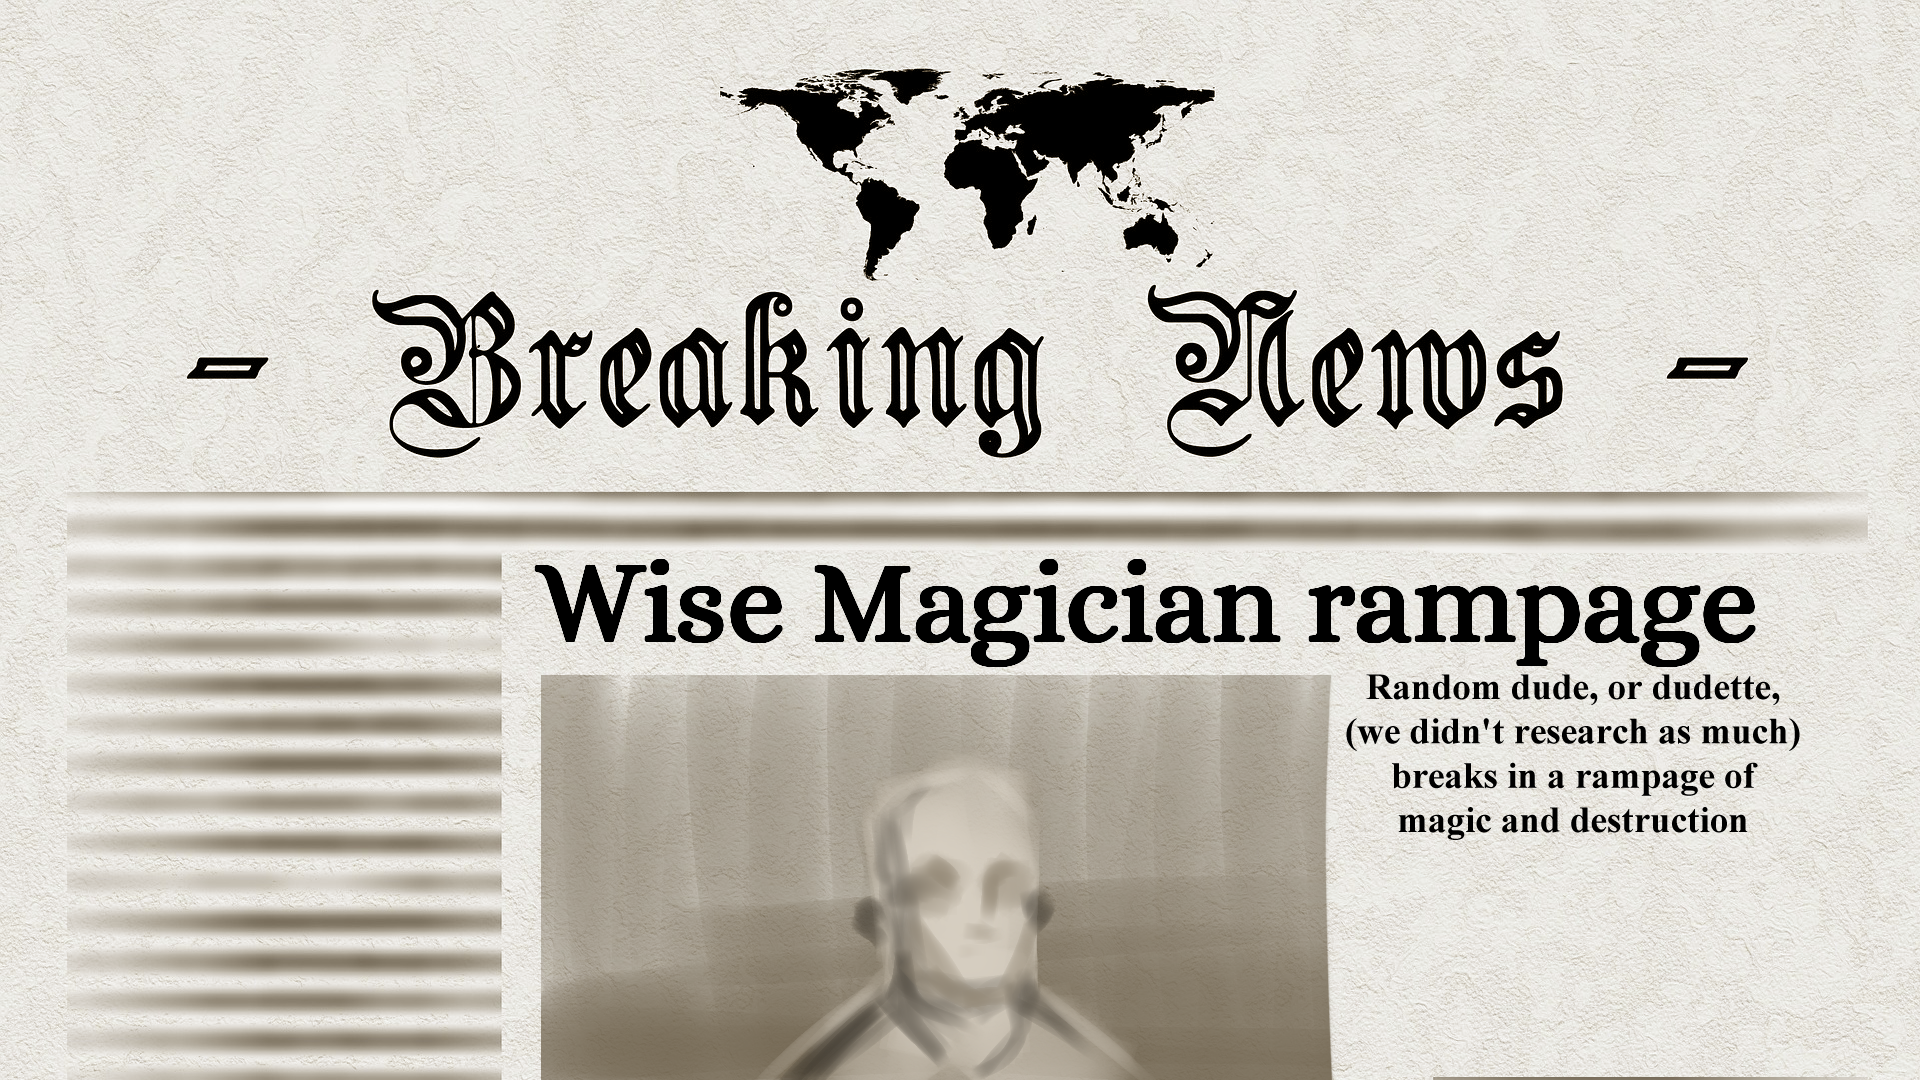 - Breaking News -
Wise Magician rampage
Random dude, or dudette,
(we didn't research as much)
breaks in a rampage of
magic and destruction